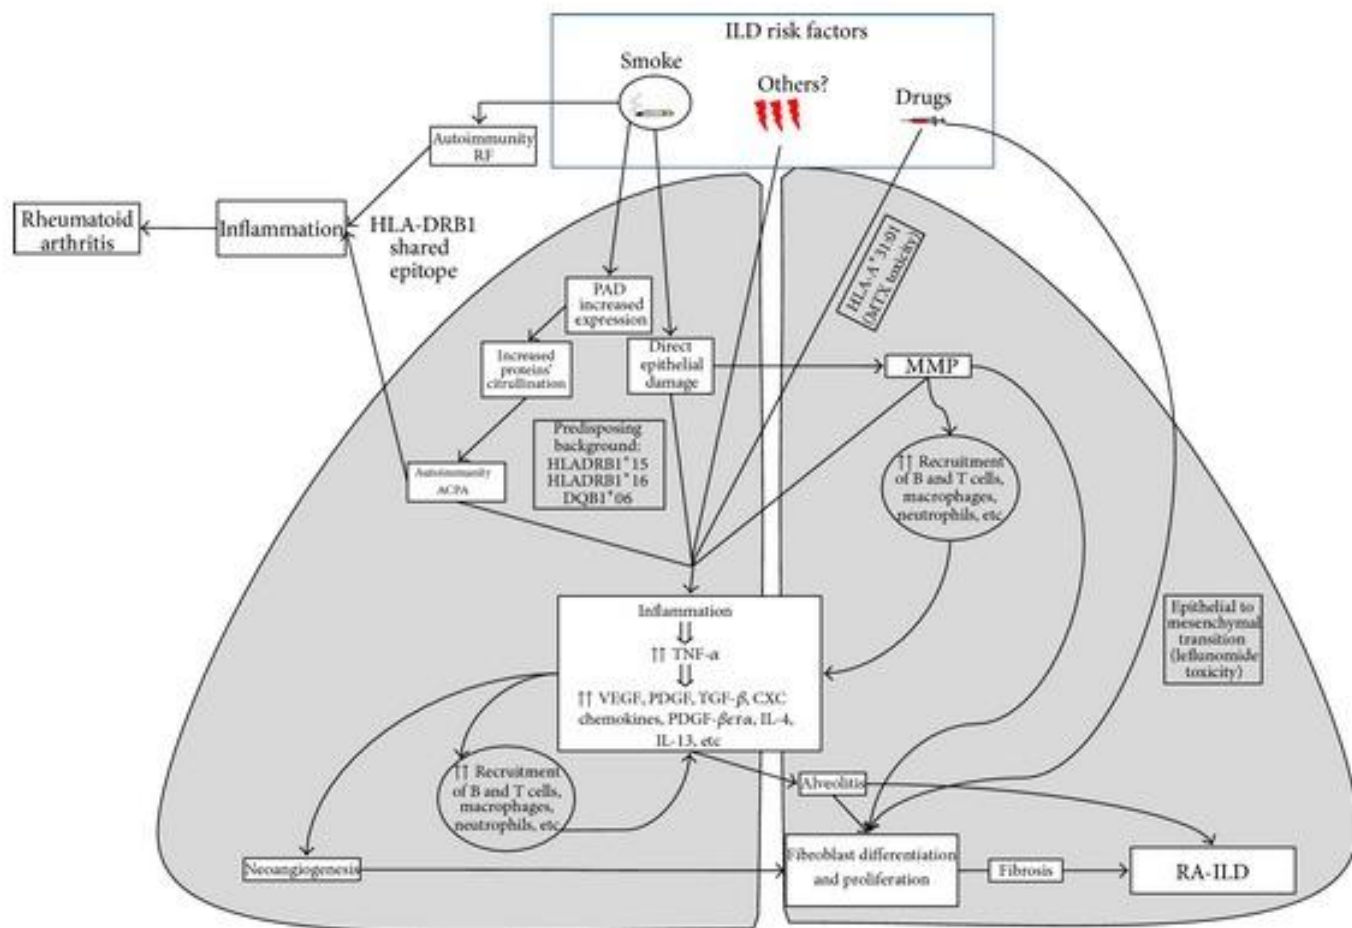 ILD risk factors
Smoke
Others?
Drugs
Autoimmunity
RF
Rheumatoid
arthritis
Inflammation
HLA-DRB1
shared
epitope
HLA-A*31:01
(MTX toxicity)
PAD
increased
expression
Increased
proteins'
citrullination
Direct
epithelial
damage
MMP
Predisposing
background:
HLADRB1*15
HLADRB1*16
DQB1*06
Autoimmunity
ACPA
↑↑ Recruitment
of B and T cells,
macrophages,
neutrophils, etc
Inflammation
↑↑ TNF-α
↑↑ VEGF, PDGF, TGF-β, CXC
chemokines, PDGF-βετα, IL-4,
IL-13, etc
Epithelial to
mesenchymal
transition
(leflunomide
toxicity)
↑↑ Recruitment
of B and T cells,
macrophages,
neutrophils, etc
Alveolitis
Neoangiogenesis
Fibroblast differentiation
and proliferation
Fibrosis
RA-ILD